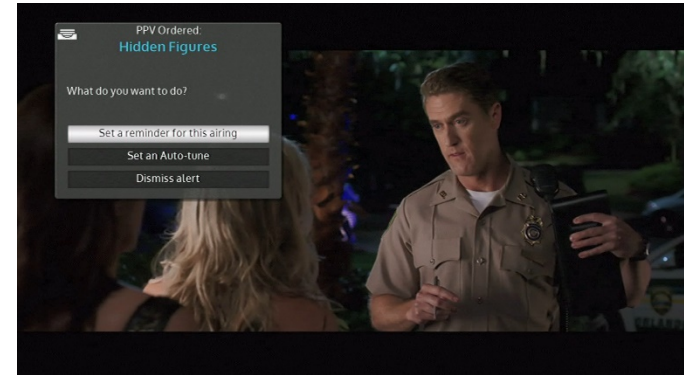 PPV Ordered:
Hidden Figures
What do you want to do?
Set a reminder for this airing
Set an Auto-tune
Dismiss alert